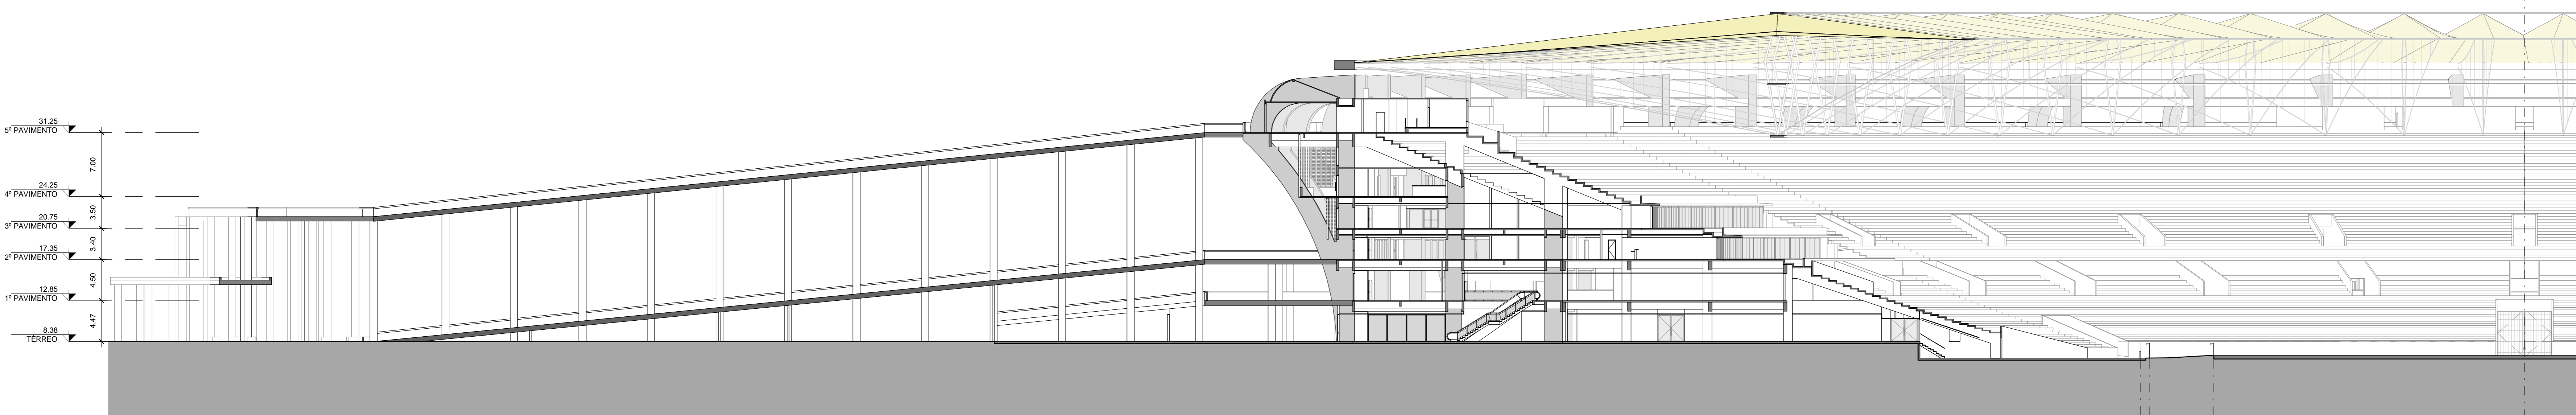 31.25
5º PAVIMENTO
7.00
24.25
4º PAVIMENTO
3.50
20.75
3º PAVIMENTO
3.40
17.35
2º PAVIMENTO
4.50
12.85
1º PAVIMENTO
4.47
8.38
TÉRREO